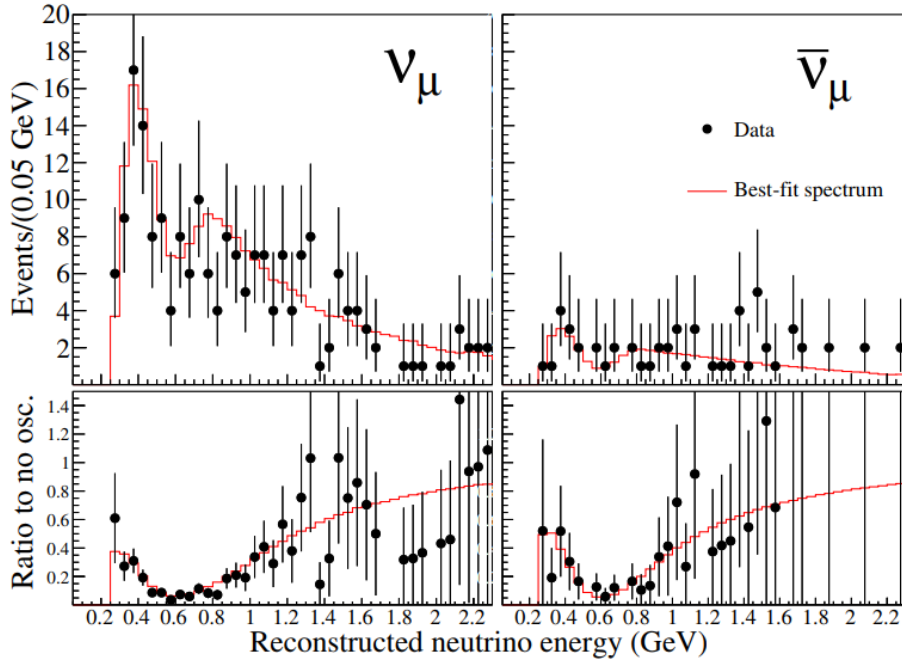 20
18
16
14
12
10
8
6
4
2
Events/(0.05 GeV)
νμ
ν̅μ
Data
Best-fit spectrum
1.4
1.2
1
0.8
0.6
0.4
0.2
Ratio to no osc.
0.2 0.4 0.6 0.8 1.0 1.2 1.4 1.6 1.8 2 2.2
0.2 0.4 0.6 0.8 1.0 1.2 1.4 1.6 1.8 2 2.2
Reconstructed neutrino energy (GeV)